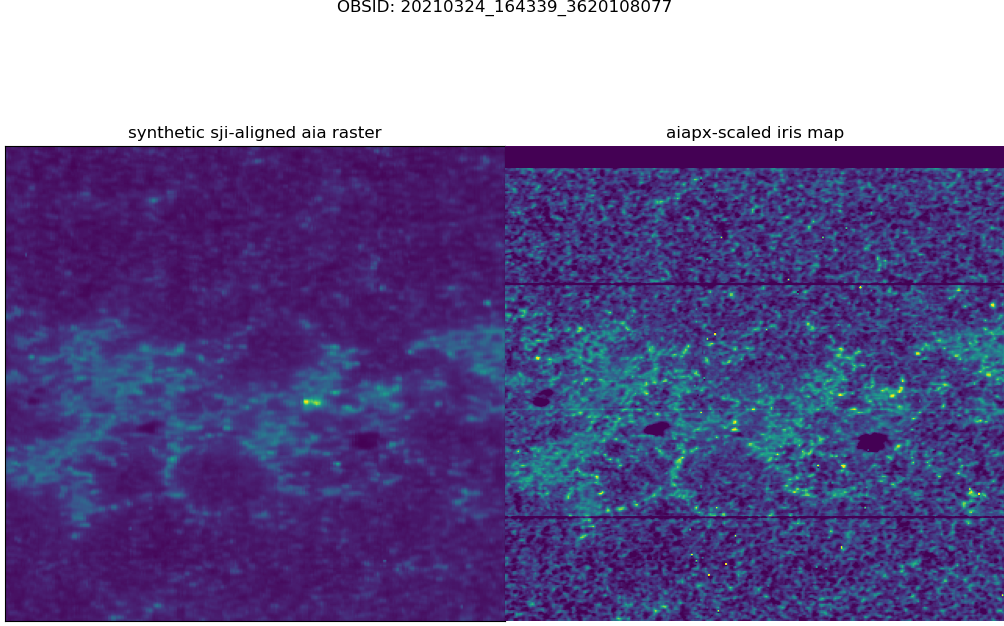 OBSID: 20210324_164339_3620108077
synthetic sji-aligned aia raster
aiapx-scaled iris map